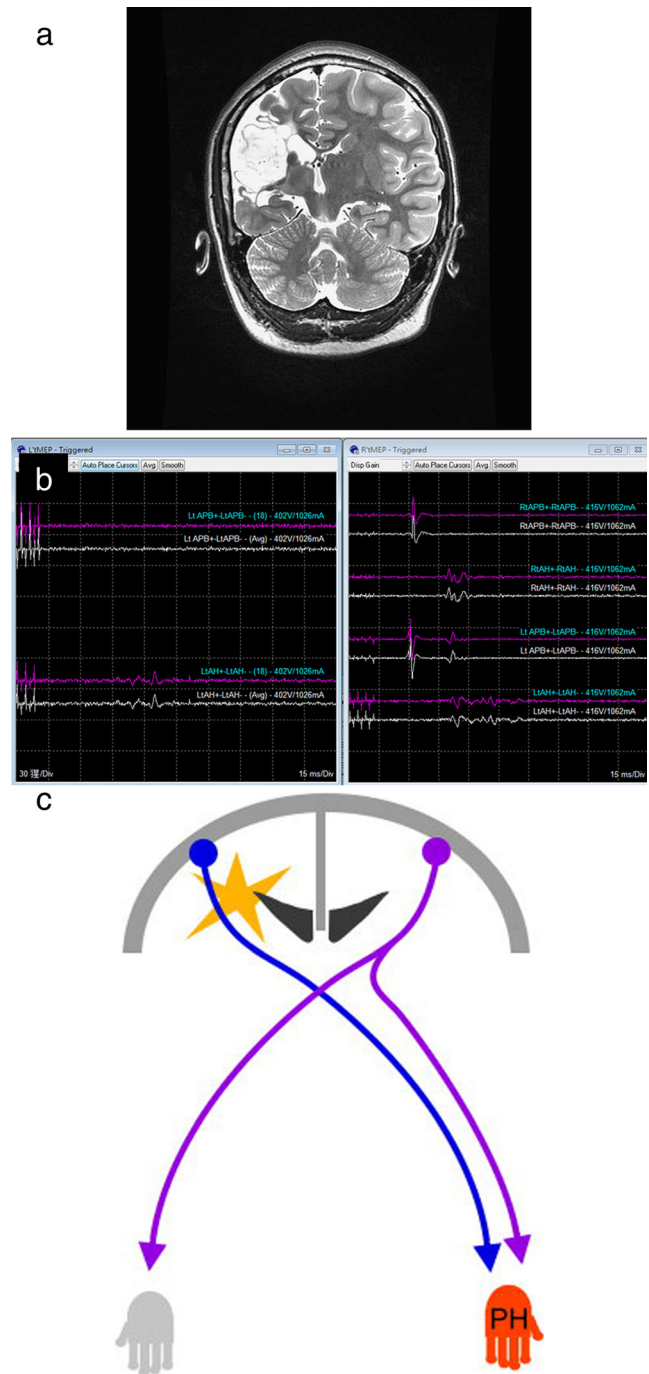 a
L'tMEP - Triggered
Auto Place Cursors Avg Smooth
b
Lt APB+-LtAPB- - (18) - 402V/1026mA
Lt APB+-LtAPB- - (Avg) - 402V/1026mA
LtAH+-LtAH- - (18) - 402V/1026mA
LtAH+-LtAH- - (Avg) - 402V/1026mA
15 ms/Div
R'tMEP - Triggered
Disp Gain Auto Place Cursors Avg Smooth
RtAPB+-RtAPB- - 416V/1062mA
RtAPB+-RtAPB- - 416V/1062mA
RtAH+-RtAH- - 416V/1062mA
RtAH+-RtAH- - 416V/1062mA
Lt APB+-LtAPB- - 416V/1062mA
Lt APB+-LtAPB- - 416V/1062mA
LtAH+-LtAH- - 416V/1062mA
LtAH+-LtAH- - 416V/1062mA
15 ms/Div
c
PH